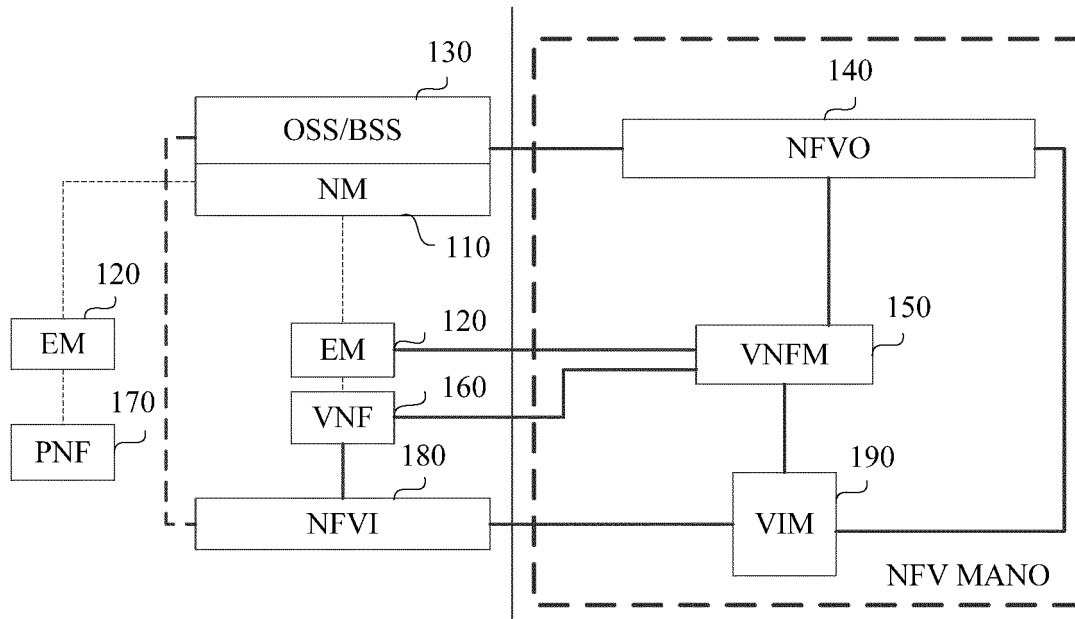 130
OSS/BSS
NM
110
140
NFVO
120
EM
120
EM
150
VNFM
160
VNF
170
PNF
180
NFVI
190
VIM
NFV MANO